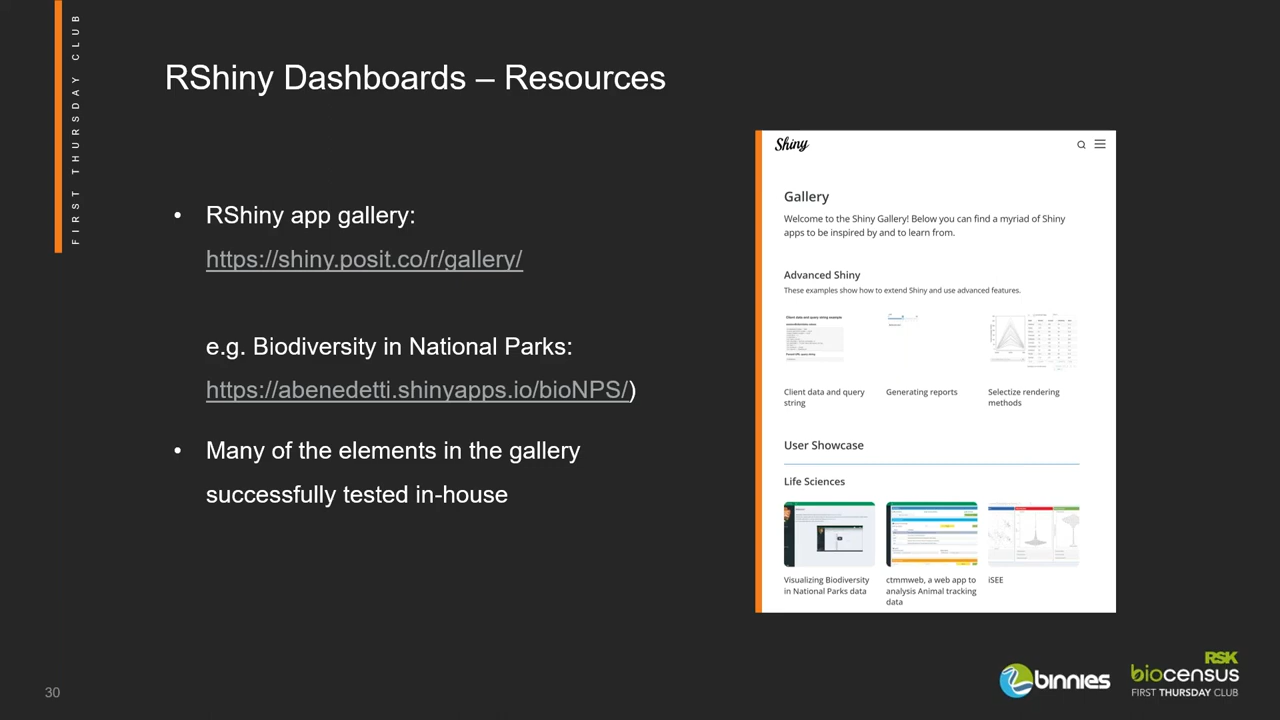 FIRST THURSDAY CLUB
RShiny Dashboards – Resources
• RShiny app gallery:
https://shiny.posit.co/r/gallery/
e.g. Biodiversity in National Parks:
https://abenedetti.shinyapps.io/bioNPS/)
• Many of the elements in the gallery
successfully tested in-house
Shiny
Gallery
Welcome to the Shiny Gallery! Below you can find a myriad of Shiny
apps to be inspired by and to learn from.
Advanced Shiny
These examples show how to extend Shiny and use advanced features.
Client data and query
string
Generating reports
Selectize rendering
methods
User Showcase
Life Sciences
Visualizing Biodiversity
in National Parks data
ctmmweb, a web app to
analysis Animal tracking
data
iSEE
30
binnies
RSK
biocensus
FIRST THURSDAY CLUB